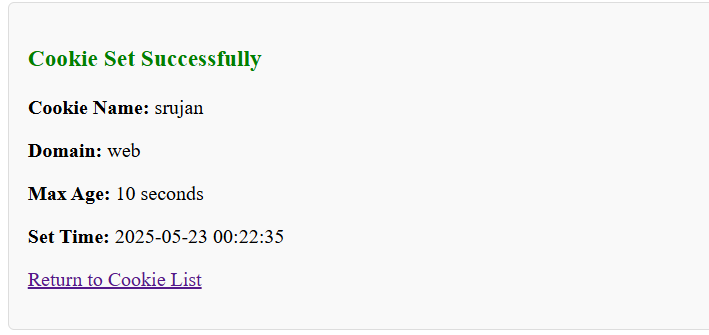 Cookie Set Successfully
Cookie Name: srujan
Domain: web
Max Age: 10 seconds
Set Time: 2025-05-23 00:22:35
Return to Cookie List